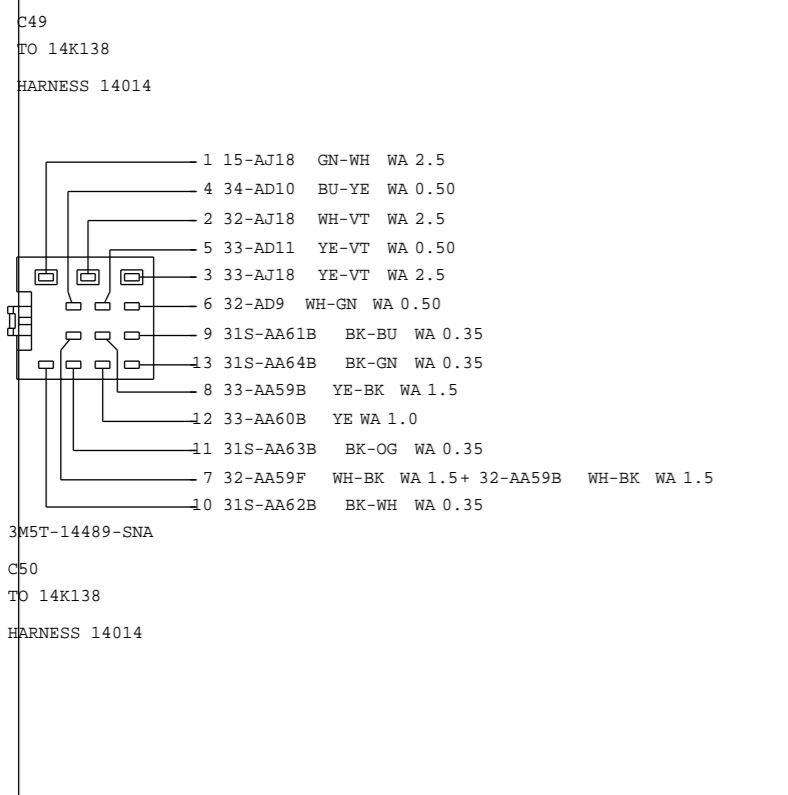 C49
TO 14K138
HARNESS 14014
1 15-AJ18 GN-WH WA 2.5
4 34-AD10 BU-YE WA 0.50
2 32-AJ18 WH-VT WA 2.5
5 33-AD11 YE-VT WA 0.50
3 33-AJ18 YE-VT WA 2.5
6 32-AD9 WH-GN WA 0.50
9 31S-AA61B BK-BU WA 0.35
13 31S-AA64B BK-GN WA 0.35
8 33-AA59B YE-BK WA 1.5
12 33-AA60B YE WA 1.0
11 31S-AA63B BK-OG WA 0.35
7 32-AA59F WH-BK WA 1.5+ 32-AA59B WH-BK WA 1.5
10 31S-AA62B BK-WH WA 0.35
3M5T-14489-SNA
C50
TO 14K138
HARNESS 14014